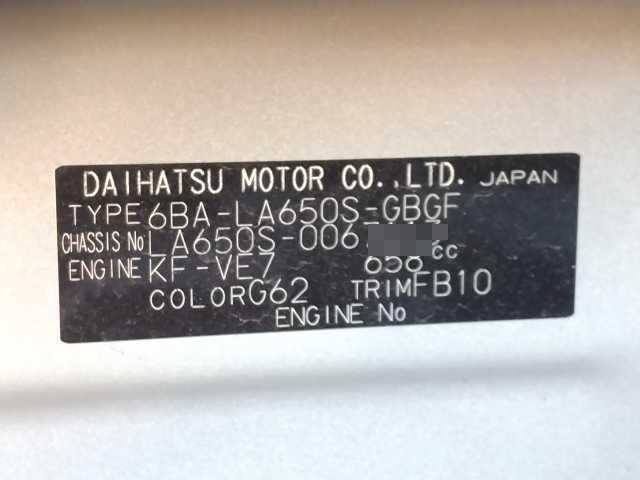 DAIHATSU MOTOR CO.,LTD. JAPAN
TYPE 6BA-LA650S-GBGF
CHASSIS No LA650S-006
ENGINE KF-VE7 658 cc
COLOR G62 TRIM FB10
ENGINE No